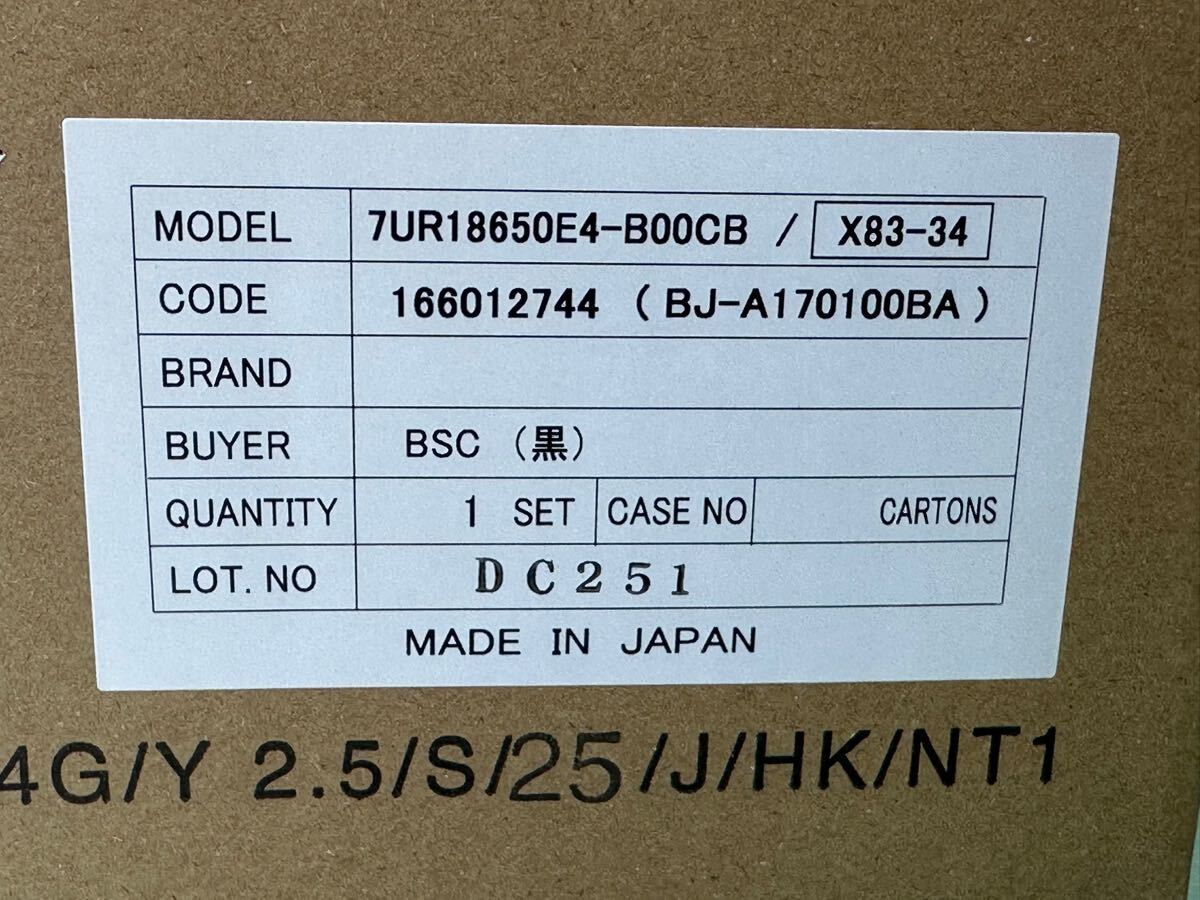 MODEL 7UR18650E4-B00CB / X83-34
CODE 166012744 (BJ-A170100BA)
BRAND
BUYER BSC (黒)
QUANTITY 1 SET CASE NO CARTONS
LOT. NO DC251
MADE IN JAPAN
4G/Y 2.5/S/25/J/HK/NT1